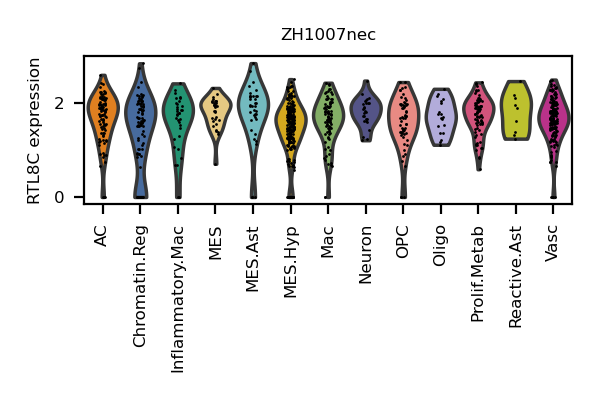 ZH1007nec
RTL8C expression
2
0
AC
Chromatin.Reg
Inflammatory.Mac
MES
MES.Ast
MES.Hyp
Mac
Neuron
OPC
Oligo
Prolif.Metab
Reactive.Ast
Vasc